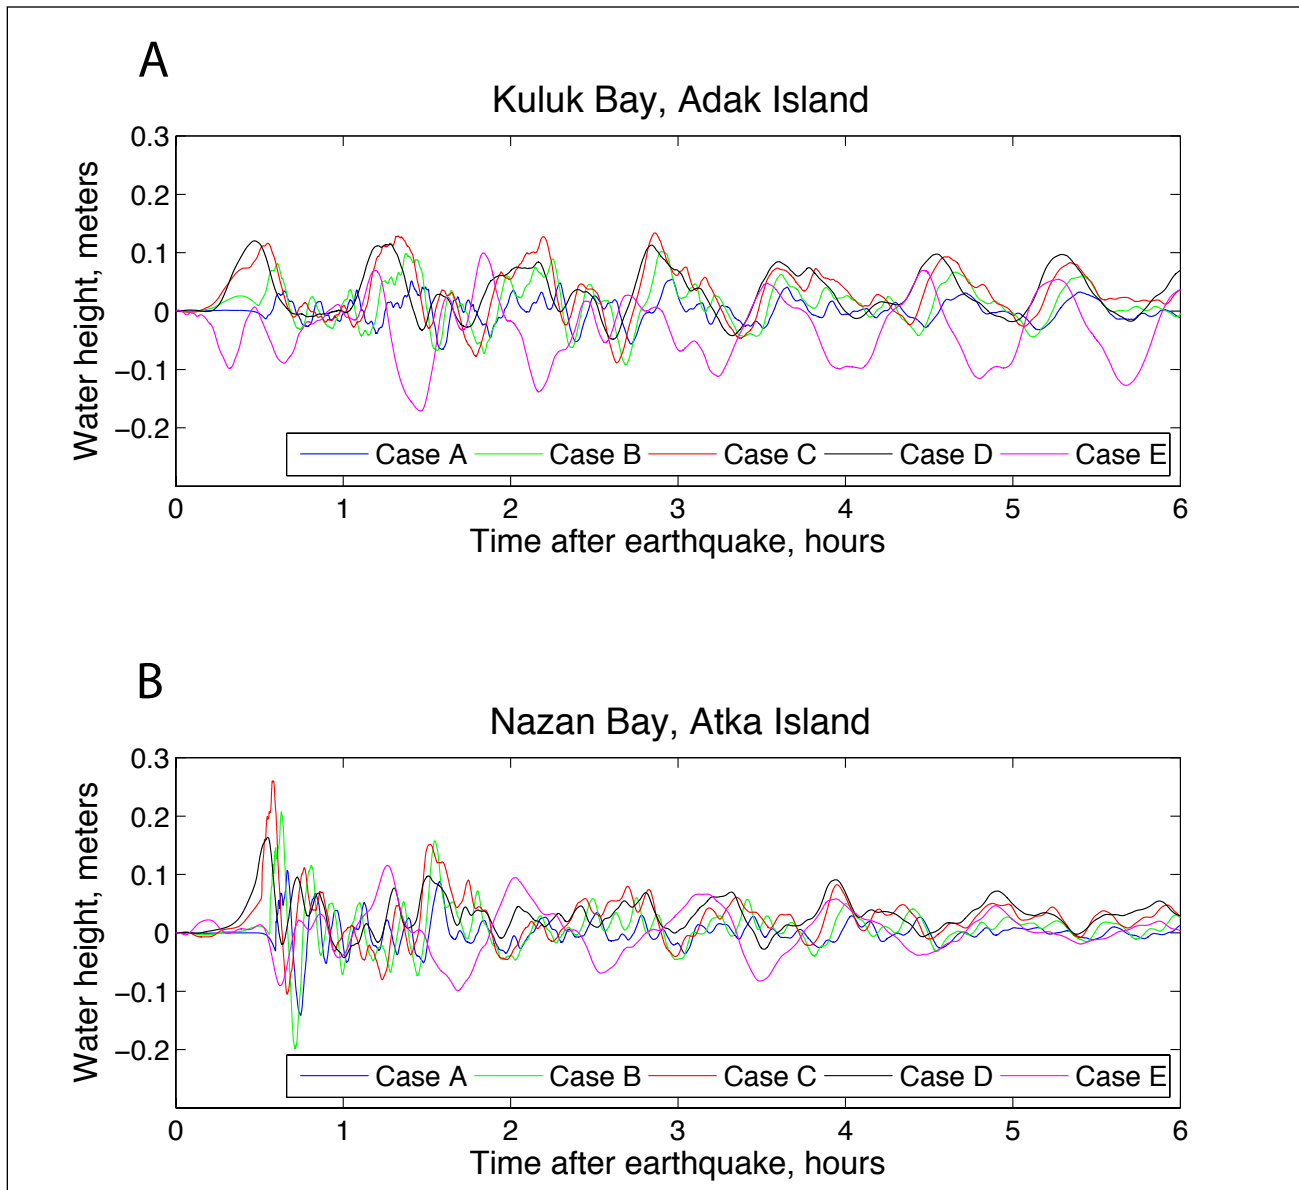 A
Kuluk Bay, Adak Island
Water height, meters
0.3
0.2
0.1
0
−0.1
−0.2
Case A Case B Case C Case D Case E
0 1 2 3 4 5 6
Time after earthquake, hours
B
Nazan Bay, Atka Island
Water height, meters
0.3
0.2
0.1
0
−0.1
−0.2
Case A Case B Case C Case D Case E
0 1 2 3 4 5 6
Time after earthquake, hours